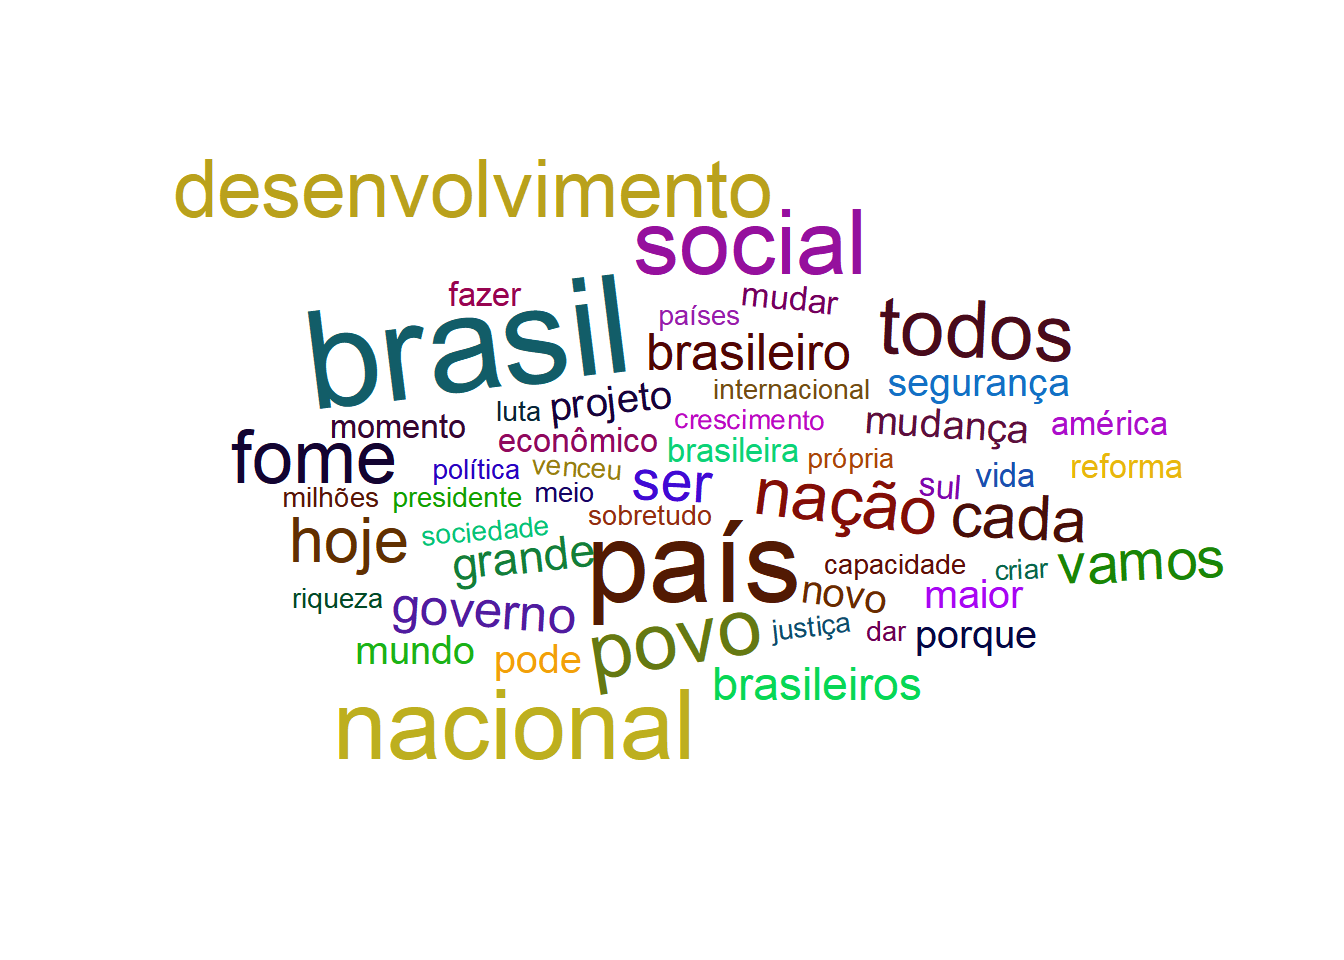 desenvolvimento
social
brasil
fazer
mudar
países
todos
brasileiro
internacional
segurança
luta
projeto
momento
crescimento
mudança
américa
econômico
brasileira
própria
fome
política
venceu
ser
nação
sul
vida
reforma
milhões
presidente
meio
sobretudo
cada
hoje
sociedade
grande
país
capacidade
criar
vamos
riqueza
governo
novo
maior
povo
justiça
dar
porque
mundo
pode
brasileiros
nacional